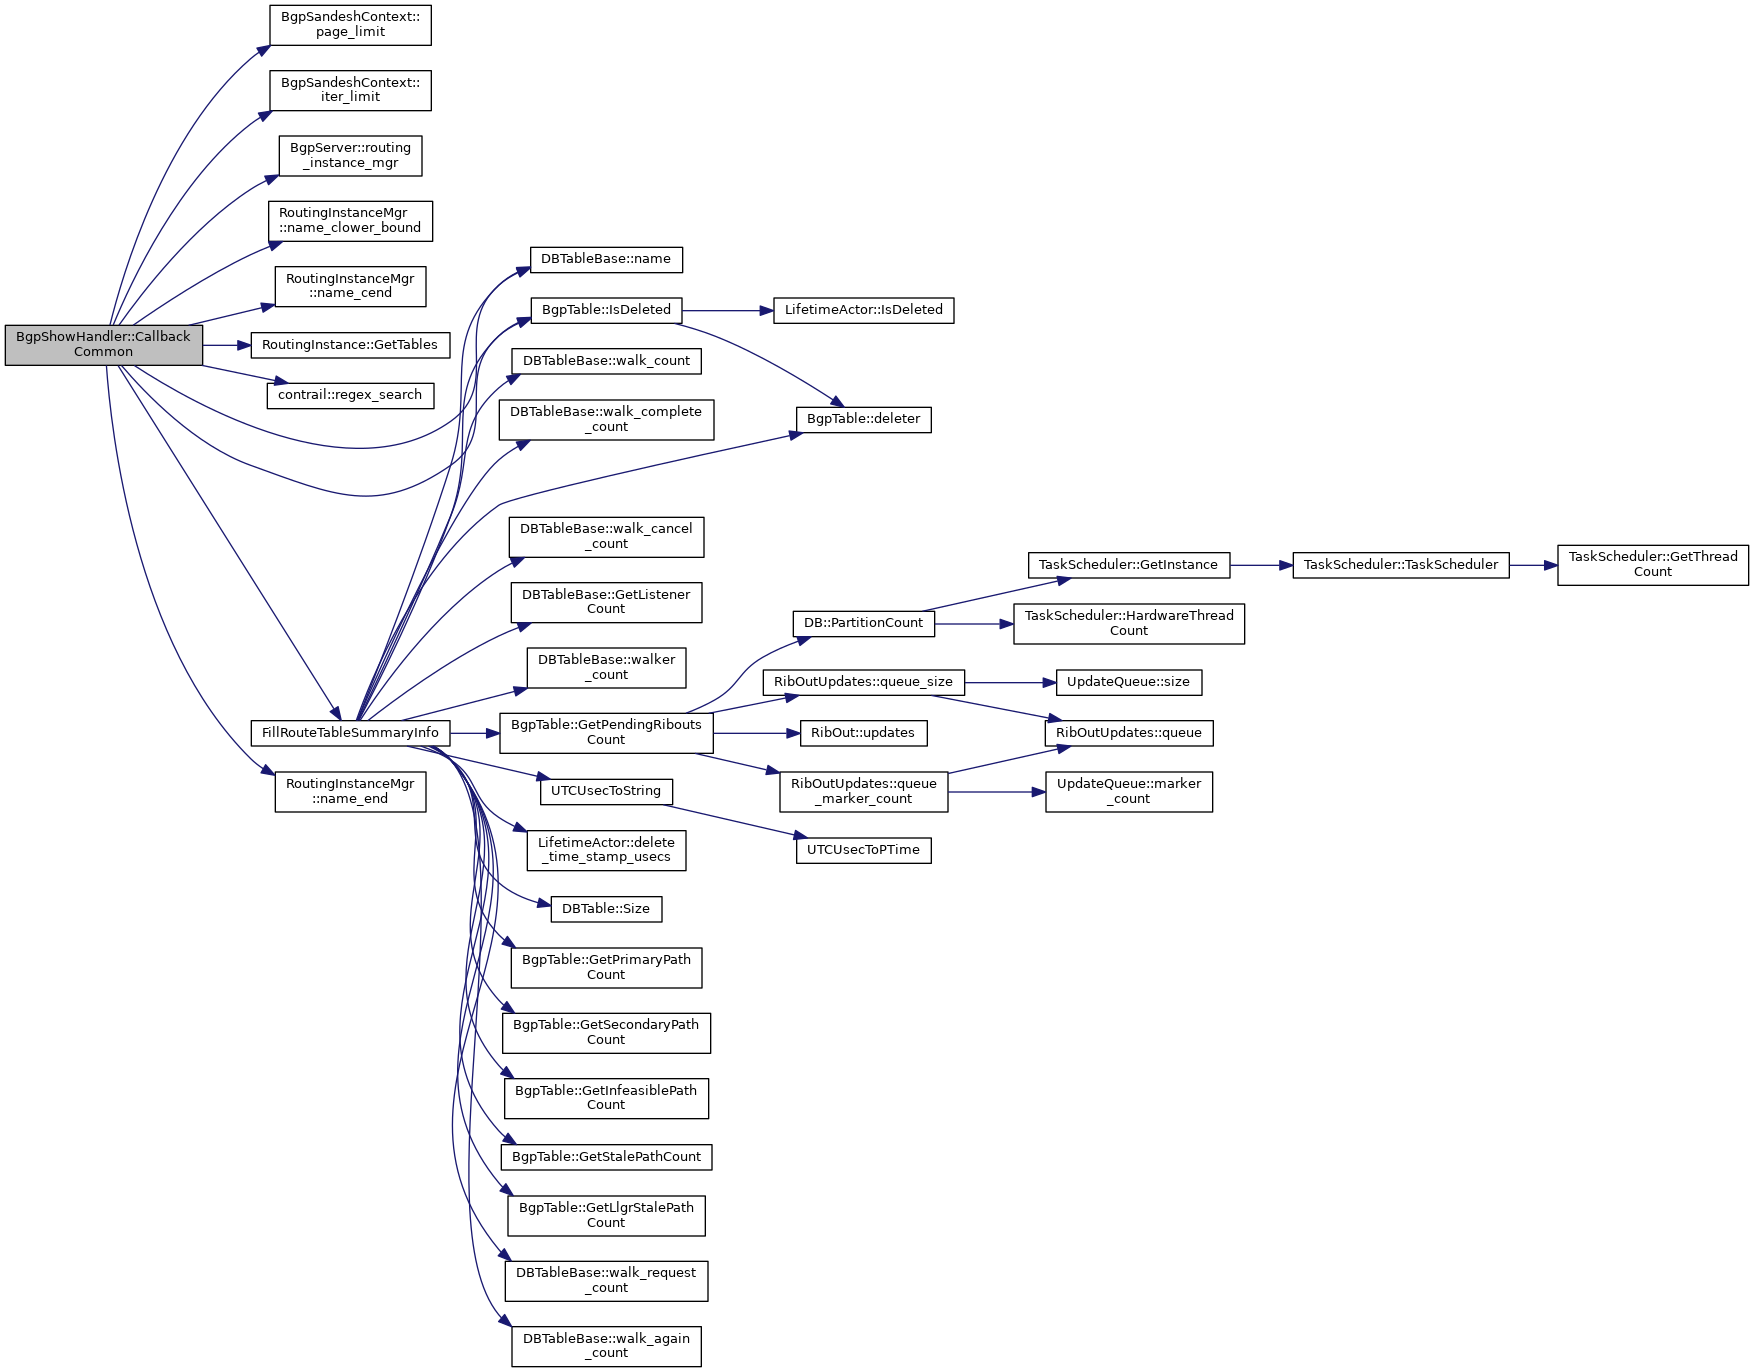 BgpShowHandler::Callback
Common
BgpSandeshContext::
page_limit
BgpSandeshContext::
iter_limit
BgpServer::routing
_instance_mgr
RoutingInstanceMgr
::name_clower_bound
RoutingInstanceMgr
::name_cend
RoutingInstance::GetTables
contrail::regex_search
FillRouteTableSummaryInfo
RoutingInstanceMgr
::name_end
DBTableBase::name
BgpTable::IsDeleted
DBTableBase::walk_count
DBTableBase::walk_complete
_count
DBTableBase::walk_cancel
_count
DBTableBase::GetListener
Count
DBTableBase::walker
_count
BgpTable::GetPendingRibouts
Count
UTCUsecToString
LifetimeActor::delete
_time_stamp_usecs
DBTable::Size
BgpTable::GetPrimaryPath
Count
BgpTable::GetSecondaryPath
Count
BgpTable::GetInfeasiblePath
Count
BgpTable::GetStalePathCount
BgpTable::GetLlgrStalePath
Count
DBTableBase::walk_request
_count
DBTableBase::walk_again
_count
LifetimeActor::IsDeleted
BgpTable::deleter
DB::PartitionCount
RibOutUpdates::queue_size
RibOut::updates
RibOutUpdates::queue
_marker_count
UTCUsecToPTime
TaskScheduler::GetInstance
TaskScheduler::HardwareThread
Count
UpdateQueue::size
RibOutUpdates::queue
UpdateQueue::marker
_count
TaskScheduler::TaskScheduler
TaskScheduler::GetThread
Count